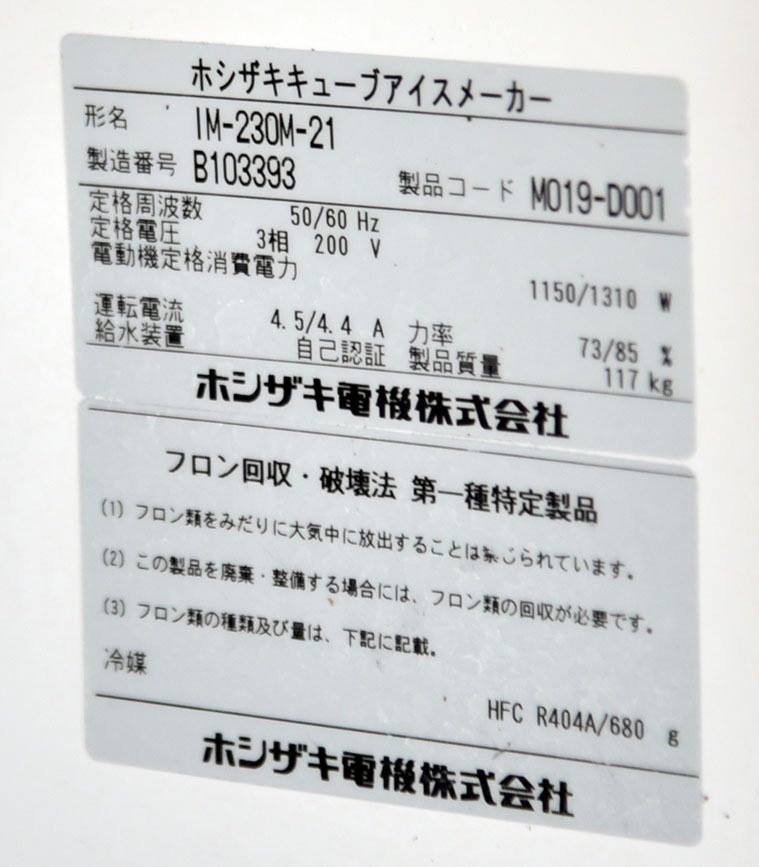 ホシザキキューブアイスメーカー
形名 IM-230M-21
製造番号 B103393 製品コード M019-D001
定格周波数 50/60 Hz
定格電圧 3相 200 V
電動機定格消費電力 1150/1310 W
運転電流 4.5/4.4 A 力率 73/85 %
給水装置 自己認証 製品質量 117 kg
ホシザキ電機株式会社
フロン回収・破壊法 第一種特定製品
(1) フロン類をみだりに大気中に放出することは禁じられています。
(2) この製品を廃棄・整備する場合には、フロン類の回収が必要です。
(3) フロン類の種類及び量は、下記に記載。
冷媒 HFC R404A/680 g
ホシザキ電機株式会社